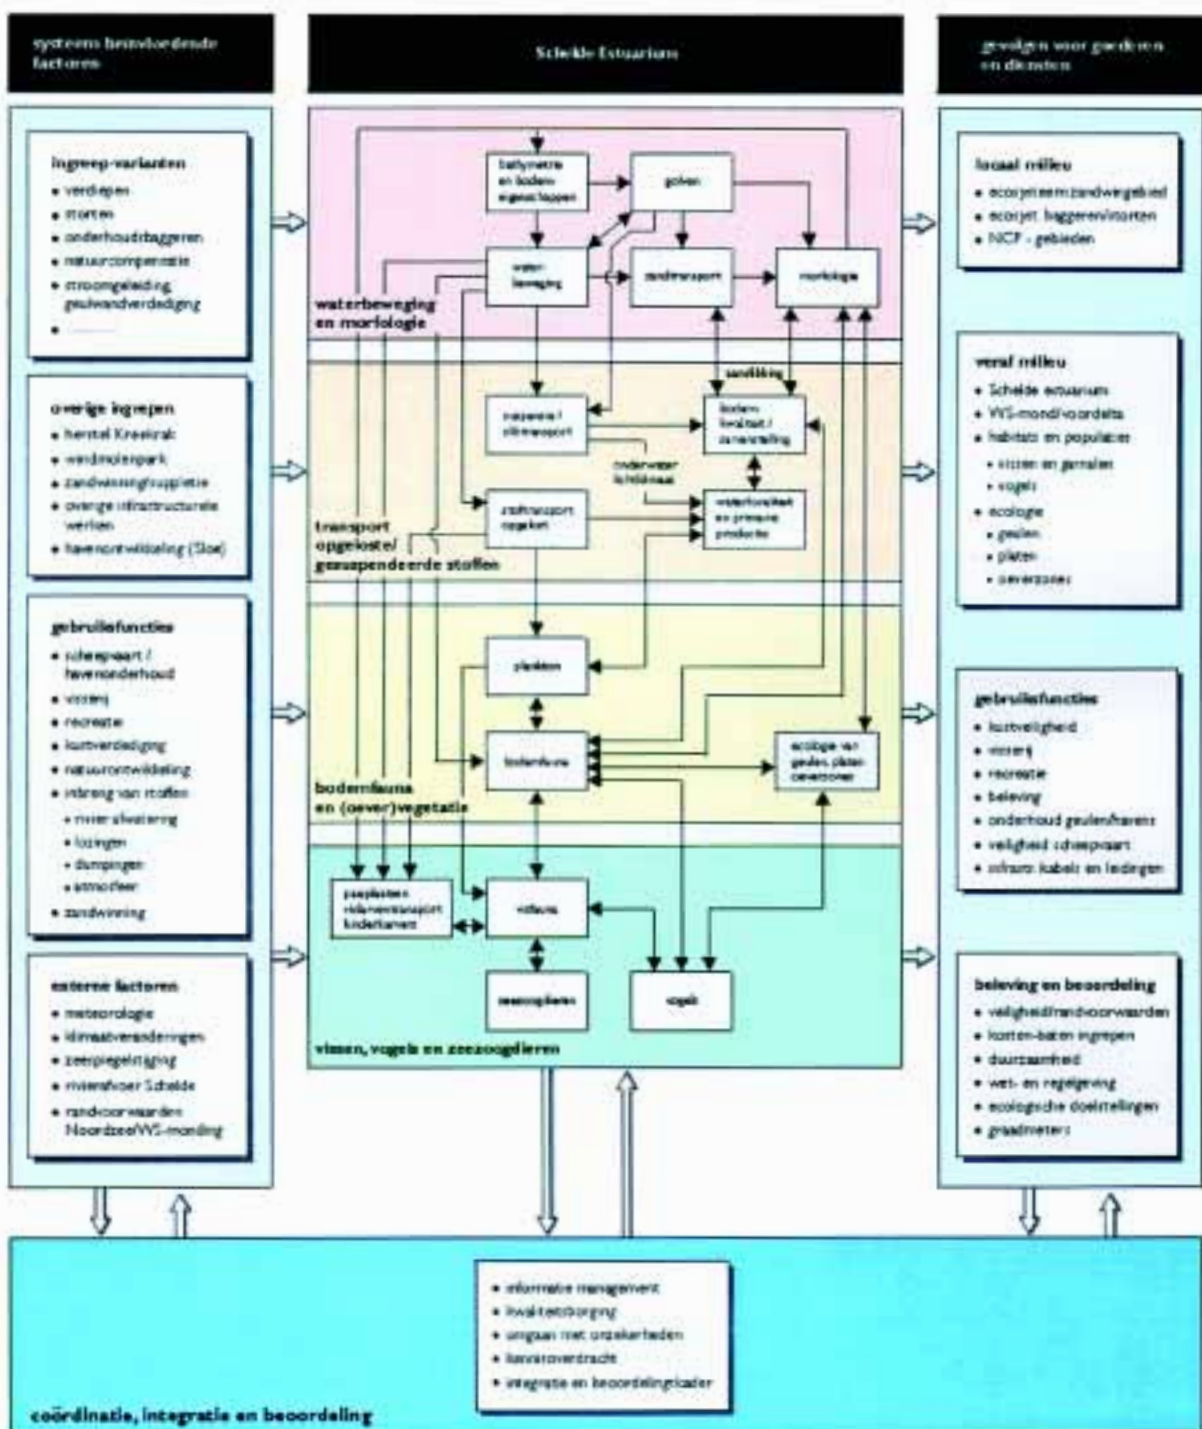 systeem beïnvloedende
factoren
Schelde Estuarium
gevolgen voor goederen
en diensten
ingreep-varianten
• verdiepen
• storten
• onderhoudsbaggeren
• natuurcompensatie
• stroomgeleiding,
geulwandverdediging
•
overige ingrepen
• herstel Kreekrak
• windmolenpark
• zandwinning/suppletie
• overige infrastructurele
werken
• havenontwikkeling (Sloe)
gebruiksfuncties
• scheepvaart /
havenonderhoud
• visserij
• recreatie
• kustverdediging
• natuurontwikkeling
• inbreng van stoffen
• rivier afwatering
• lozingen
• dumpingen
• atmosfeer
• zandwinning
externe factoren
• meteorologie
• klimaatveranderingen
• zeespiegelstijging
• rivierafvoer Schelde
• randvoorwaarden
Noordzee/WS-monding
bathymetrie
en bodem-
eigenschappen
golven
water-
beweging
zandtransport
morfologie
waterbeweging
en morfologie
aanslibbing
slibtransport
bodem-
kwaliteit /
samenstelling
onderwater
lichtklimaat
stoftransport
opgelost
waterkwaliteit
en primaire
productie
transport
opgeloste/
gesuspendeerde stoffen
plankton
bodemfauna
ecologie van
geulen, platen
oeverzones
bodemfauna
en (oever)vegetatie
kinderkamers
visfauna
zeezoogdieren
vogels
vissen, vogels en zeezoogdieren
locaal milieu
• ecosysteem zandwingebied
• ecosyst. baggeren/storten
• NCP - gebieden
veraf milieu
• Schelde estuarium
• WS-mond/voordelta
• habitats en populaties
• vissen en garnalen
• vogels
• ecologie
• geulen
• platen
• oeverzones
gebruiksfuncties
• kustveiligheid
• visserij
• recreatie
• beleving
• onderhoud geulen/havens
• veiligheid scheepvaart
• infrastr. kabels en leidingen
beleving en beoordeling
• veiligheid/randvoorwaarden
• kosten-baten ingrepen
• duurzaamheid
• wet- en regelgeving
• ecologische doelstellingen
• graadmeters
• informatie management
• kwaliteitsborging
• omgaan met onzekerheden
• kennisoverdracht
• integratie en beoordelingskader
coördinatie, integratie en beoordeling